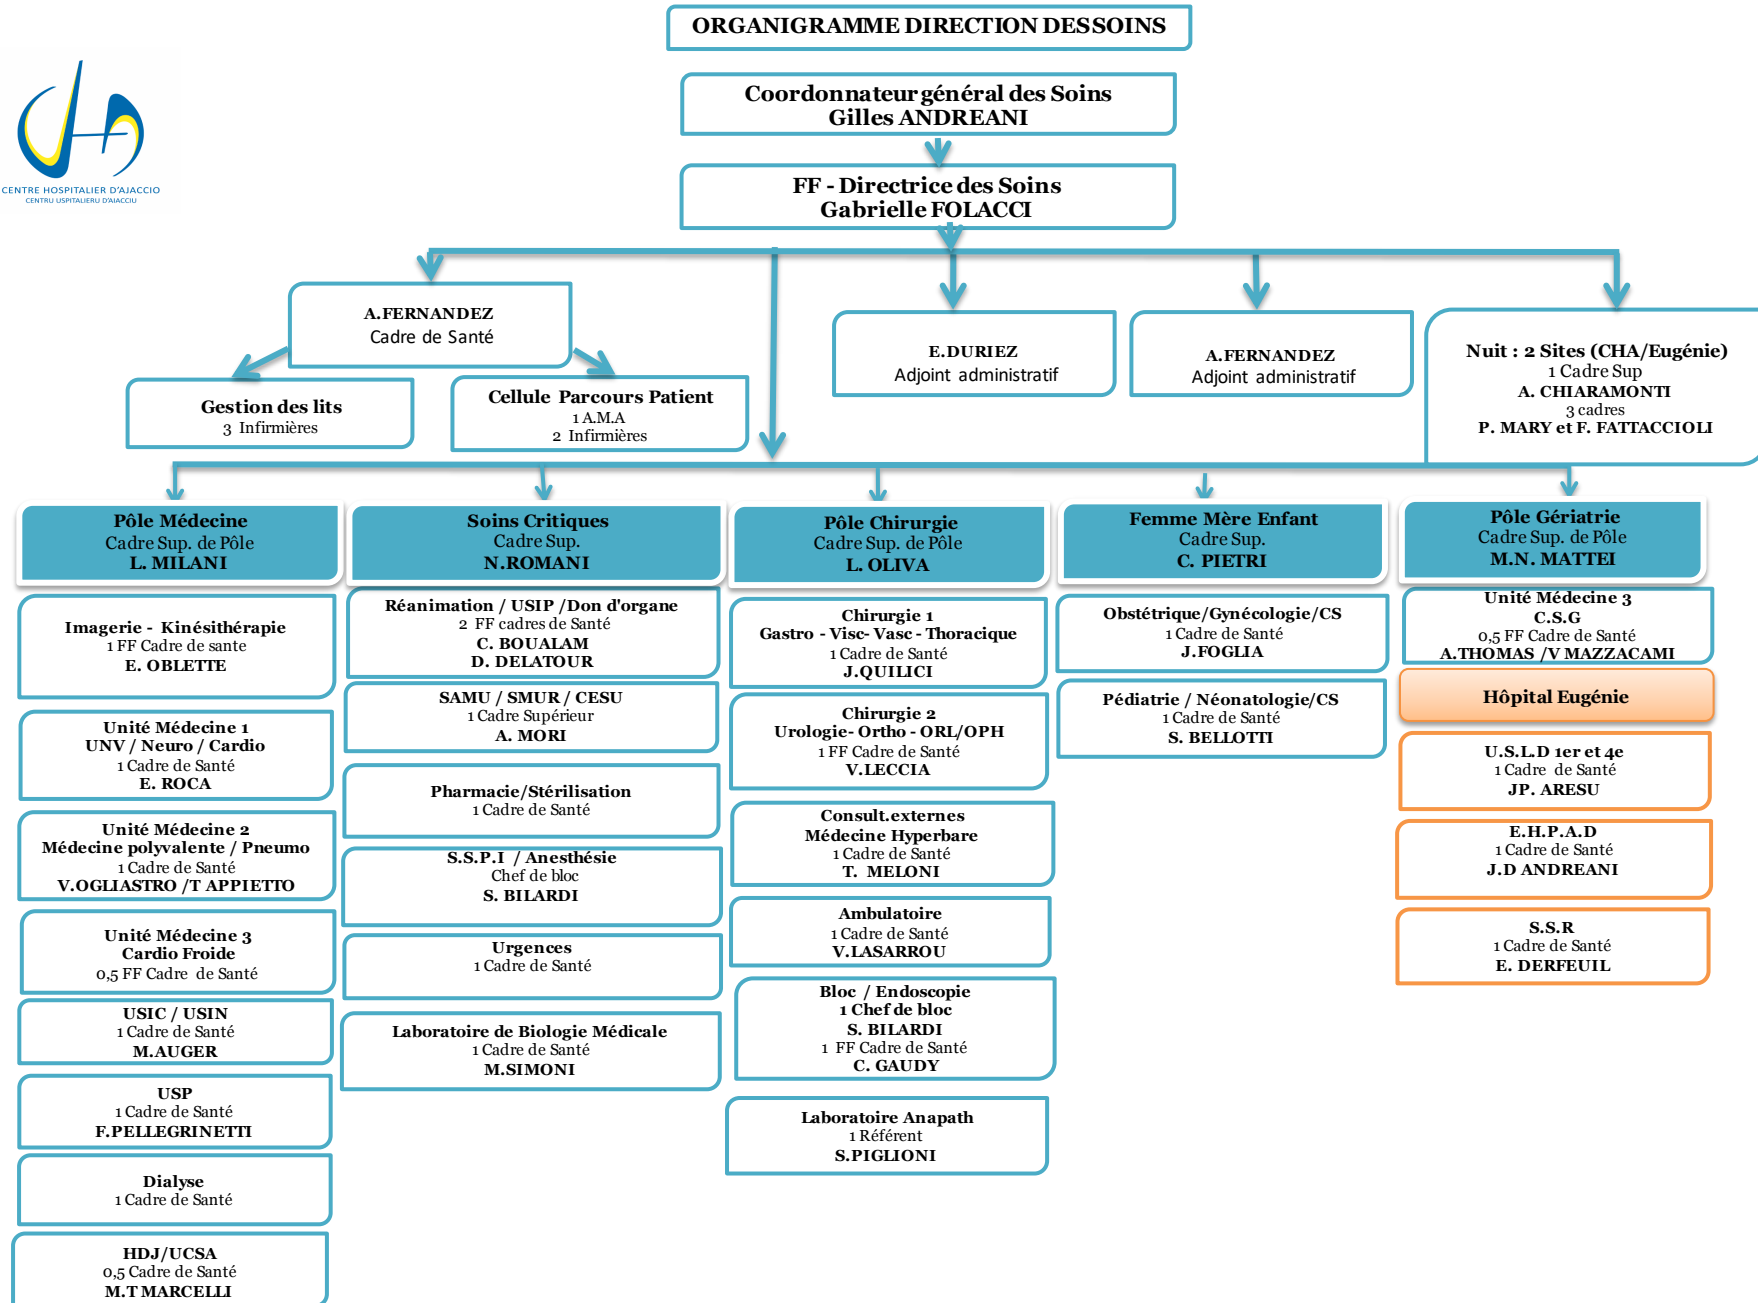 ORGANIGRAMME DIRECTION DES SOINS
CENTRE HOSPITALIER D'AJACCIO
CENTRU USPITALIERU D'AIACCIU
Coordonnateur général des Soins
Gilles ANDREANI
FF - Directrice des Soins
Gabrielle FOLACCI
A.FERNANDEZ
Cadre de Santé
Gestion des lits
3 Infirmières
Cellule Parcours Patient
1 A.M.A
2 Infirmières
E.DURIEZ
Adjoint administratif
A.FERNANDEZ
Adjoint administratif
Nuit : 2 Sites (CHA/Eugénie)
1 Cadre Sup
A. CHIARAMONTI
3 cadres
P. MARY et F. FATTACCIOLI
Pôle Médecine
Cadre Sup. de Pôle
L. MILANI
Imagerie - Kinésithérapie
1 FF Cadre de sante
E. OBLETTE
Unité Médecine 1
UNV / Neuro / Cardio
1 Cadre de Santé
E. ROCA
Unité Médecine 2
Médecine polyvalente / Pneumo
1 Cadre de Santé
V.OGLIASTRO /T APPIETTO
Unité Médecine 3
Cardio Froide
0,5 FF Cadre de Santé
USIC / USIN
1 Cadre de Santé
M.AUGER
USP
1 Cadre de Santé
F.PELLEGRINETTI
Dialyse
1 Cadre de Santé
HDJ/UCSA
0,5 Cadre de Santé
M.T MARCELLI
Soins Critiques
Cadre Sup.
N.ROMANI
Réanimation / USIP /Don d'organe
2 FF cadres de Santé
C. BOUALAM
D. DELATOUR
SAMU / SMUR / CESU
1 Cadre Supérieur
A. MORI
Pharmacie/Stérilisation
1 Cadre de Santé
S.S.P.I / Anesthésie
Chef de bloc
S. BILARDI
Urgences
1 Cadre de Santé
Laboratoire de Biologie Médicale
1 Cadre de Santé
M.SIMONI
Pôle Chirurgie
Cadre Sup. de Pôle
L. OLIVA
Chirurgie 1
Gastro - Visc- Vasc - Thoracique
1 Cadre de Santé
J.QUILICI
Chirurgie 2
Urologie- Ortho - ORL/OPH
1 FF Cadre de Santé
V.LECCIA
Consult.externes
Médecine Hyperbare
1 Cadre de Santé
T. MELONI
Ambulatoire
1 Cadre de Santé
V.LASARROU
Bloc / Endoscopie
1 Chef de bloc
S. BILARDI
1 FF Cadre de Santé
C. GAUDY
Laboratoire Anapath
1 Référent
S.PIGLIONI
Femme Mère Enfant
Cadre Sup.
C. PIETRI
Obstétrique/Gynécologie/CS
1 Cadre de Santé
J.FOGLIA
Pédiatrie / Néonatologie/CS
1 Cadre de Santé
S. BELLOTTI
Pôle Gériatrie
Cadre Sup. de Pôle
M.N. MATTEI
Unité Médecine 3
C.S.G
0,5 FF Cadre de Santé
A.THOMAS /V MAZZACAMI
Hôpital Eugénie
U.S.L.D 1er et 4e
1 Cadre de Santé
JP. ARESU
E.H.P.A.D
1 Cadre de Santé
J.D ANDREANI
S.S.R
1 Cadre de Santé
E. DERFEUIL